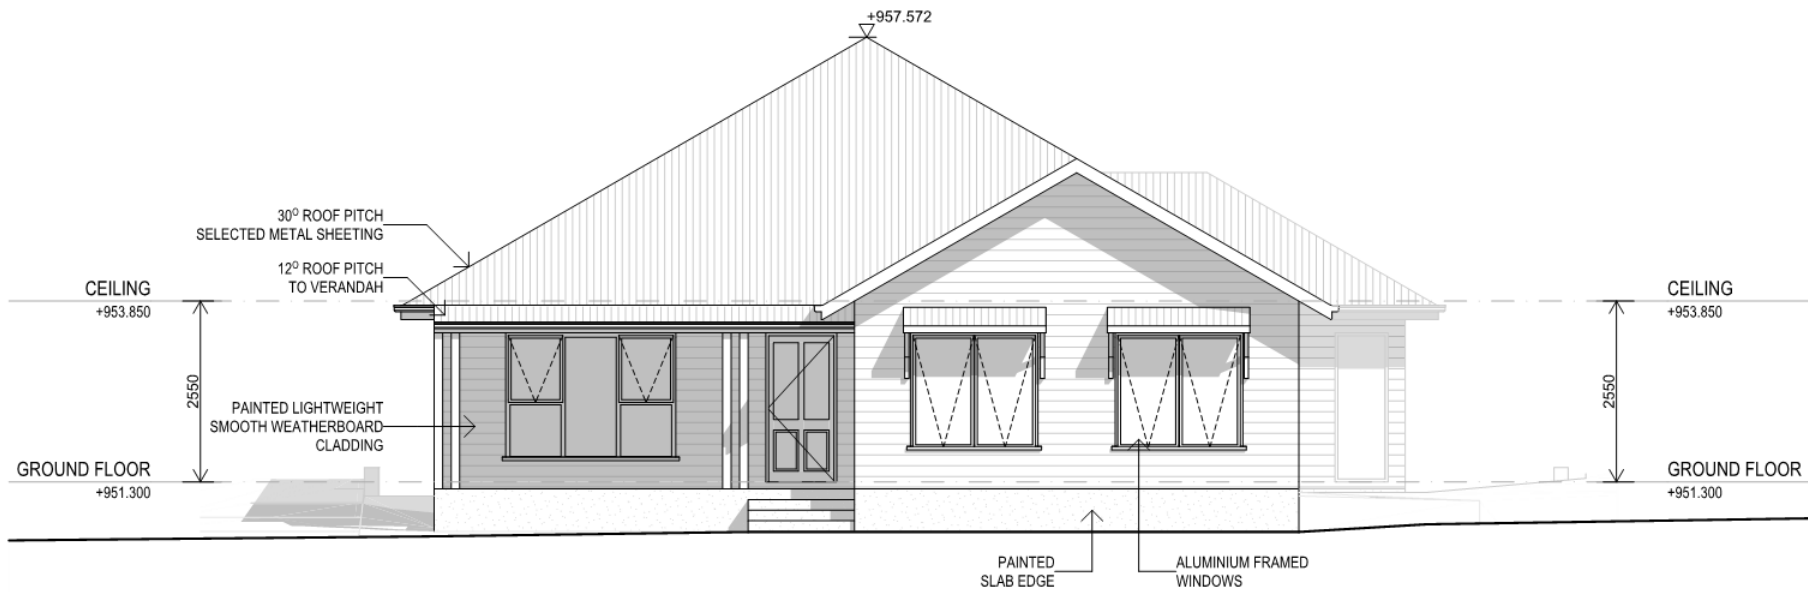 +957.572
30° ROOF PITCH
SELECTED METAL SHEETING
12° ROOF PITCH
TO VERANDAH
CEILING
+953.850
CEILING
+953.850
2550
2550
PAINTED LIGHTWEIGHT
SMOOTH WEATHERBOARD
CLADDING
GROUND FLOOR
+951.300
GROUND FLOOR
+951.300
PAINTED
SLAB EDGE
ALUMINIUM FRAMED
WINDOWS